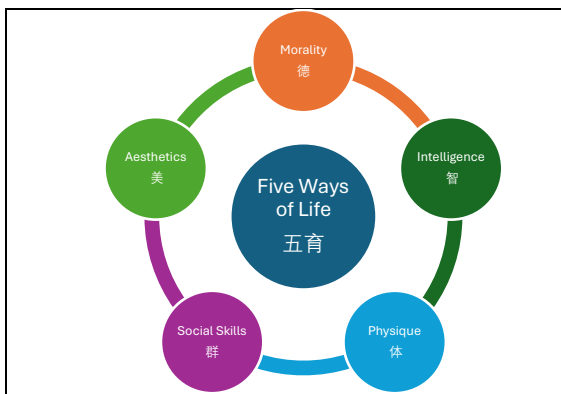 Morality
德
Intelligence
智
Physique
体
Social Skills
群
Aesthetics
美
Five Ways
of Life
五育